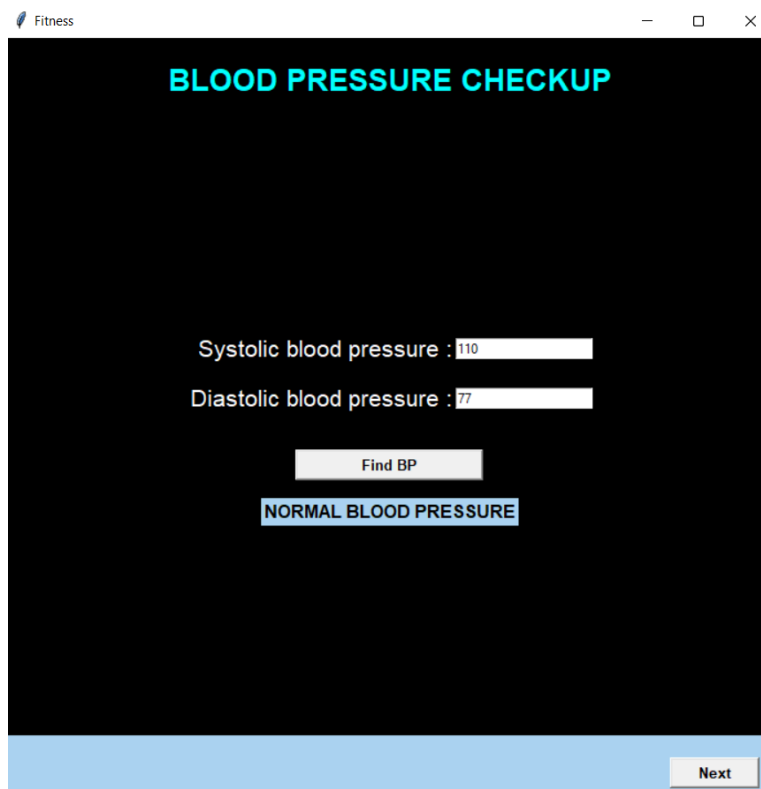 Fitness
BLOOD PRESSURE CHECKUP
Systolic blood pressure : 110
Diastolic blood pressure : 77
Find BP
NORMAL BLOOD PRESSURE
Next